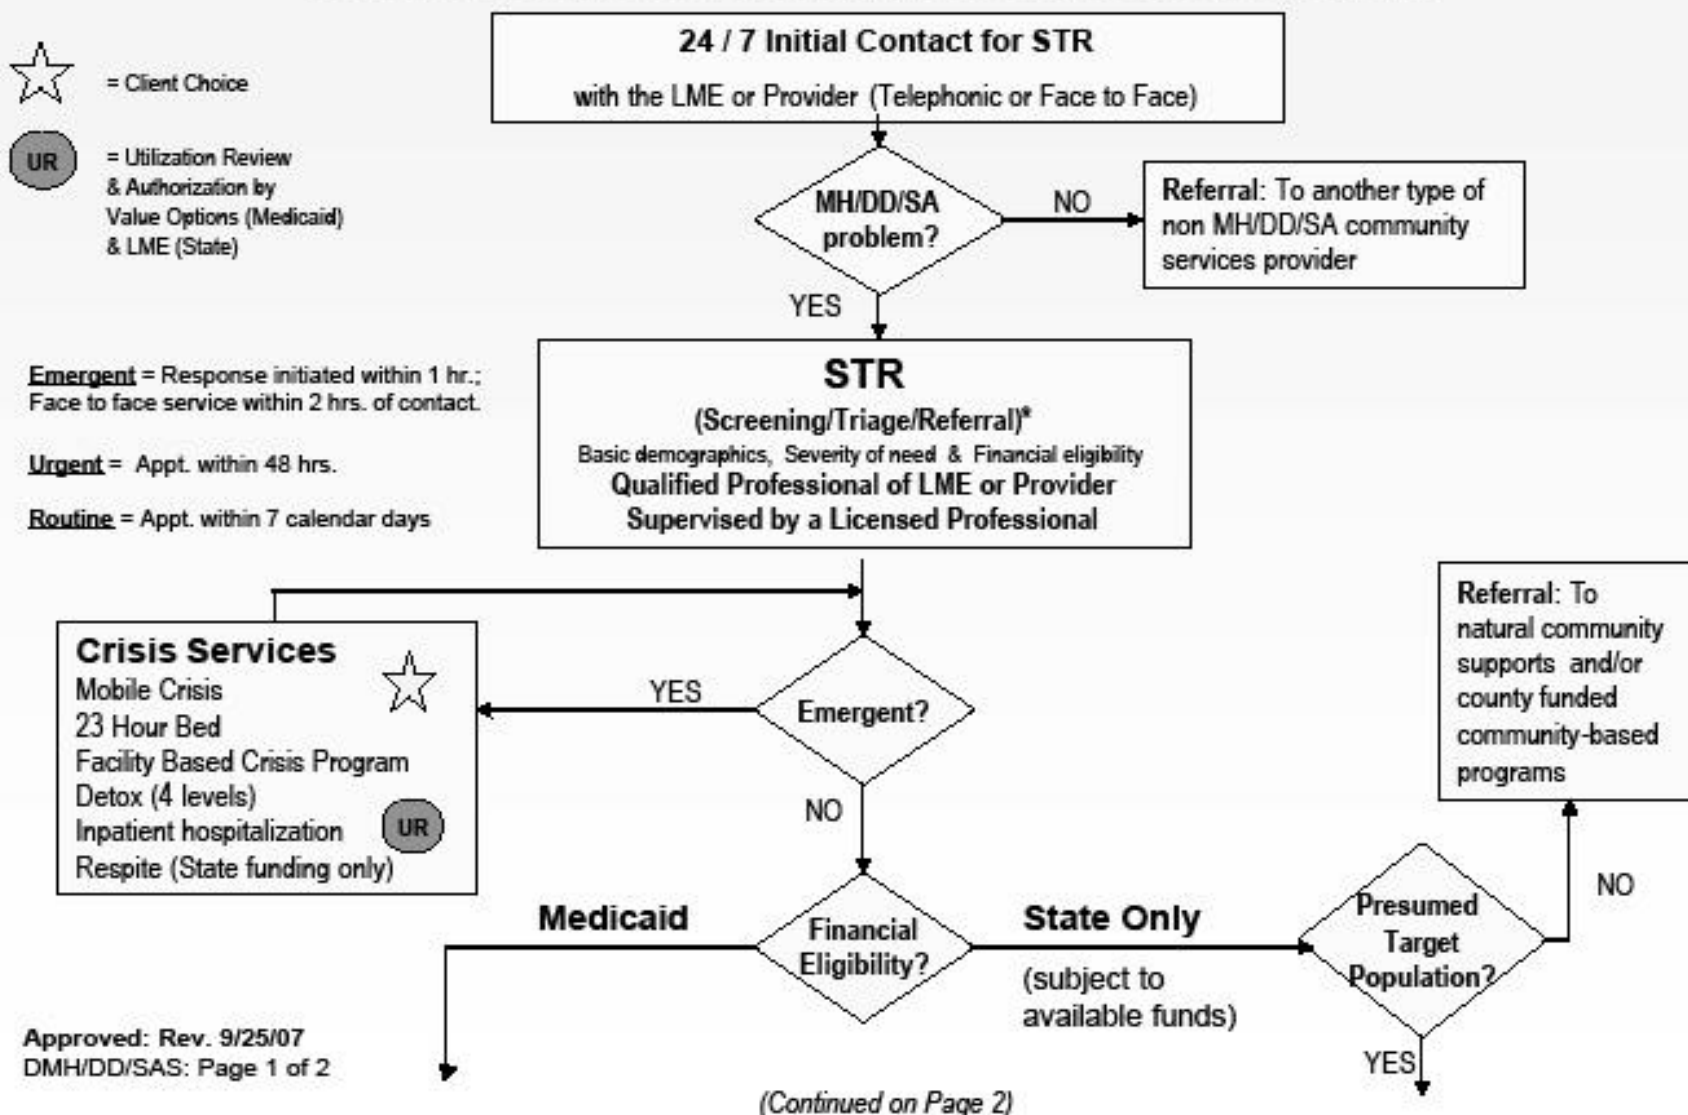 24 / 7 Initial Contact for STR
with the LME or Provider (Telephonic or Face to Face)
= Client Choice
UR
= Utilization Review
& Authorization by
Value Options (Medicaid)
& LME (State)
MH/DD/SA
problem?
NO
Referral: To another type of
non MH/DD/SA community
services provider
YES
Emergent = Response initiated within 1 hr.;
Face to face service within 2 hrs. of contact.
Urgent = Appt. within 48 hrs.
Routine = Appt. within 7 calendar days
STR
(Screening/Triage/Referral)*
Basic demographics, Severity of need & Financial eligibility
Qualified Professional of LME or Provider
Supervised by a Licensed Professional
Crisis Services
Mobile Crisis
23 Hour Bed
Facility Based Crisis Program
Detox (4 levels)
Inpatient hospitalization
UR
Respite (State funding only)
YES
Emergent?
NO
Referral: To
natural community
supports and/or
county funded
community-based
programs
NO
Medicaid
Financial
Eligibility?
State Only
(subject to
available funds)
Presumed
Target
Population?
YES
Approved: Rev. 9/25/07
DMH/DD/SAS: Page 1 of 2
(Continued on Page 2)